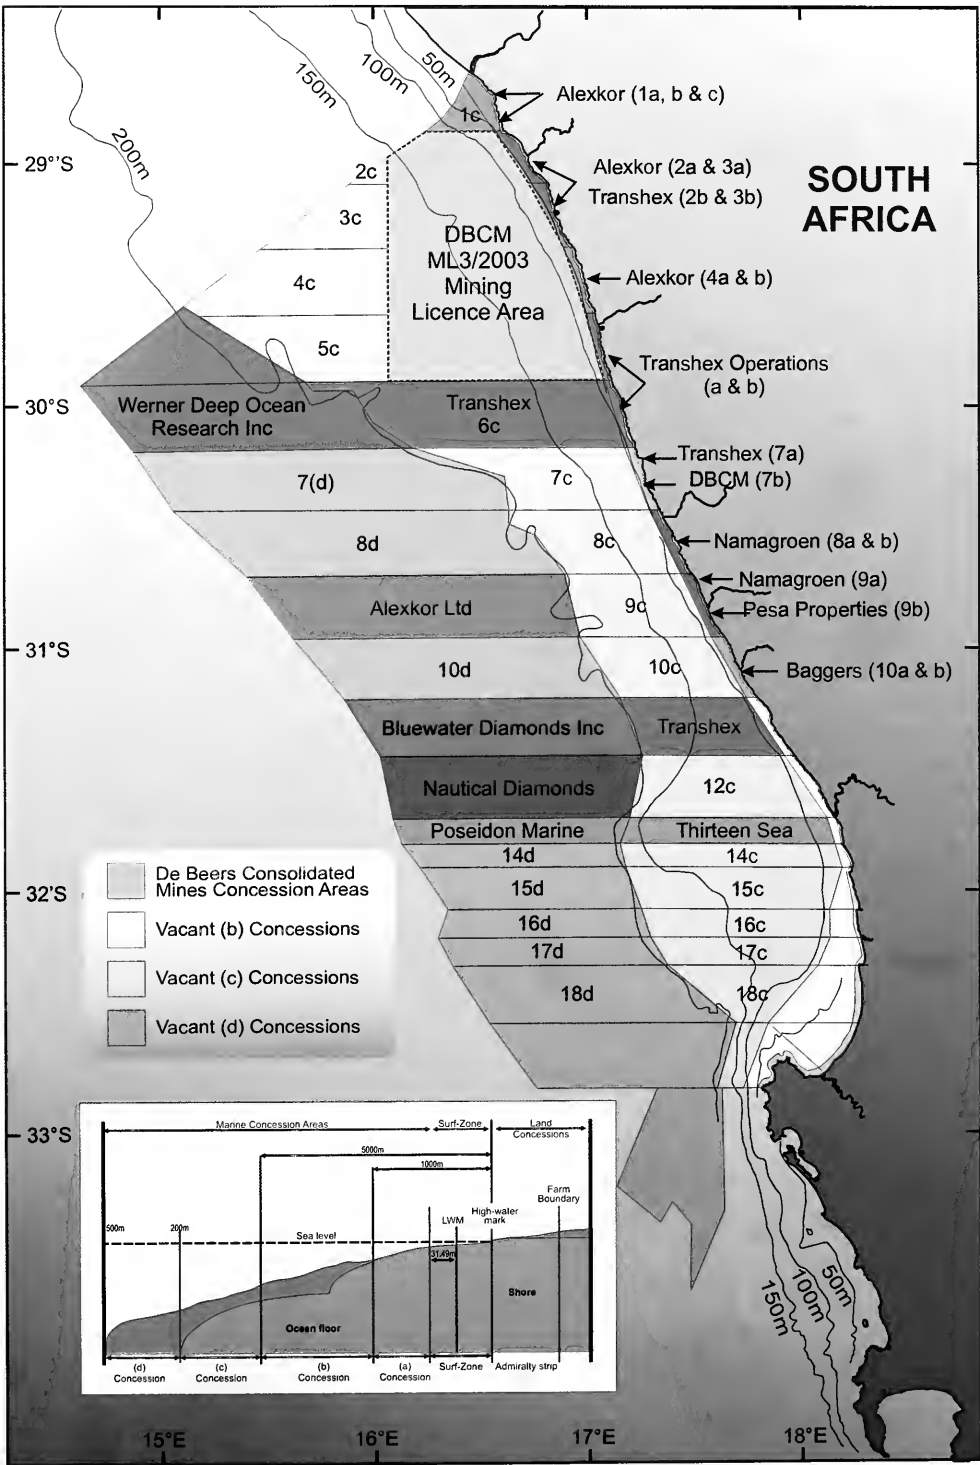 50m
100m
150m
200m
1c
Alexkor (1a, b & c)
29°S
2c
Alexkor (2a & 3a)
Transhex (2b & 3b)
SOUTH
AFRICA
3c
DBCM
ML3/2003
Mining
Licence Area
4c
Alexkor (4a & b)
5c
Transhex Operations
(a & b)
30°S
Werner Deep Ocean
Research Inc
Transhex
6c
Transhex (7a)
DBCM (7b)
7(d)
7c
8d
8c
Namagroen (8a & b)
Namagroen (9a)
Alexkor Ltd
9c
Pesa Properties (9b)
31°S
10d
10c
Baggers (10a & b)
Bluewater Diamonds Inc
Transhex
Nautical Diamonds
12c
Poseidon Marine
Thirteen Sea
14d
14c
32°S
15d
15c
16d
16c
17d
17c
18d
18c
De Beers Consolidated
Mines Concession Areas
Vacant (b) Concessions
Vacant (c) Concessions
Vacant (d) Concessions
33°S
Marine Concession Areas
Surf-Zone
Land
Concessions
5000m
1000m
Farm
Boundary
500m
200m
LWM
High-water
mark
Sea level
31.49m
Shore
Ocean floor
(d)
Concession
(c)
Concession
(b)
Concession
(a)
Concession
Surf-Zone
Admiralty strip
50m
100m
150m
15°E
16°E
17°E
18°E